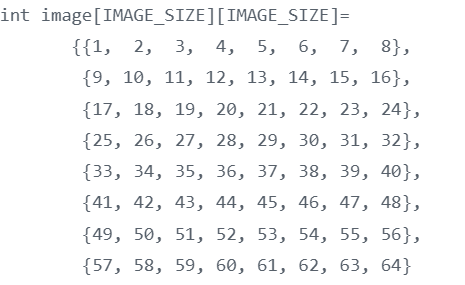 int image[IMAGE_SIZE][IMAGE_SIZE]=
{{1, 2, 3, 4, 5, 6, 7, 8},
{9, 10, 11, 12, 13, 14, 15, 16},
{17, 18, 19, 20, 21, 22, 23, 24},
{25, 26, 27, 28, 29, 30, 31, 32},
{33, 34, 35, 36, 37, 38, 39, 40},
{41, 42, 43, 44, 45, 46, 47, 48},
{49, 50, 51, 52, 53, 54, 55, 56},
{57, 58, 59, 60, 61, 62, 63, 64}